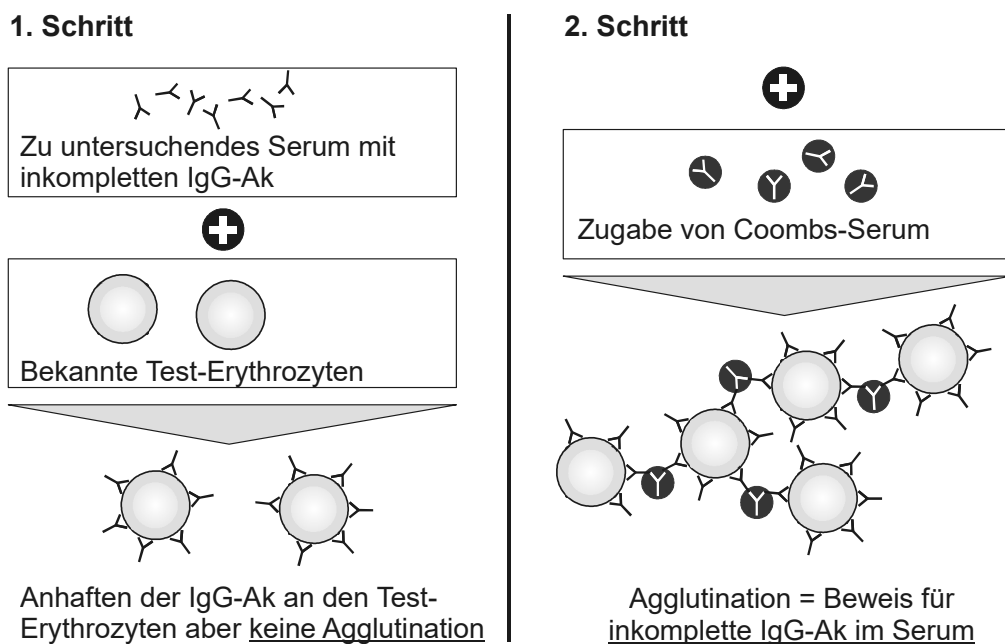 1. Schritt
Zu untersuchendes Serum mit
inkompletten IgG-Ak
Bekannte Test-Erythrozyten
Anhaften der IgG-Ak an den Test-
Erythrozyten aber keine Agglutination
2. Schritt
Zugabe von Coombs-Serum
Agglutination = Beweis für
inkomplette IgG-Ak im Serum